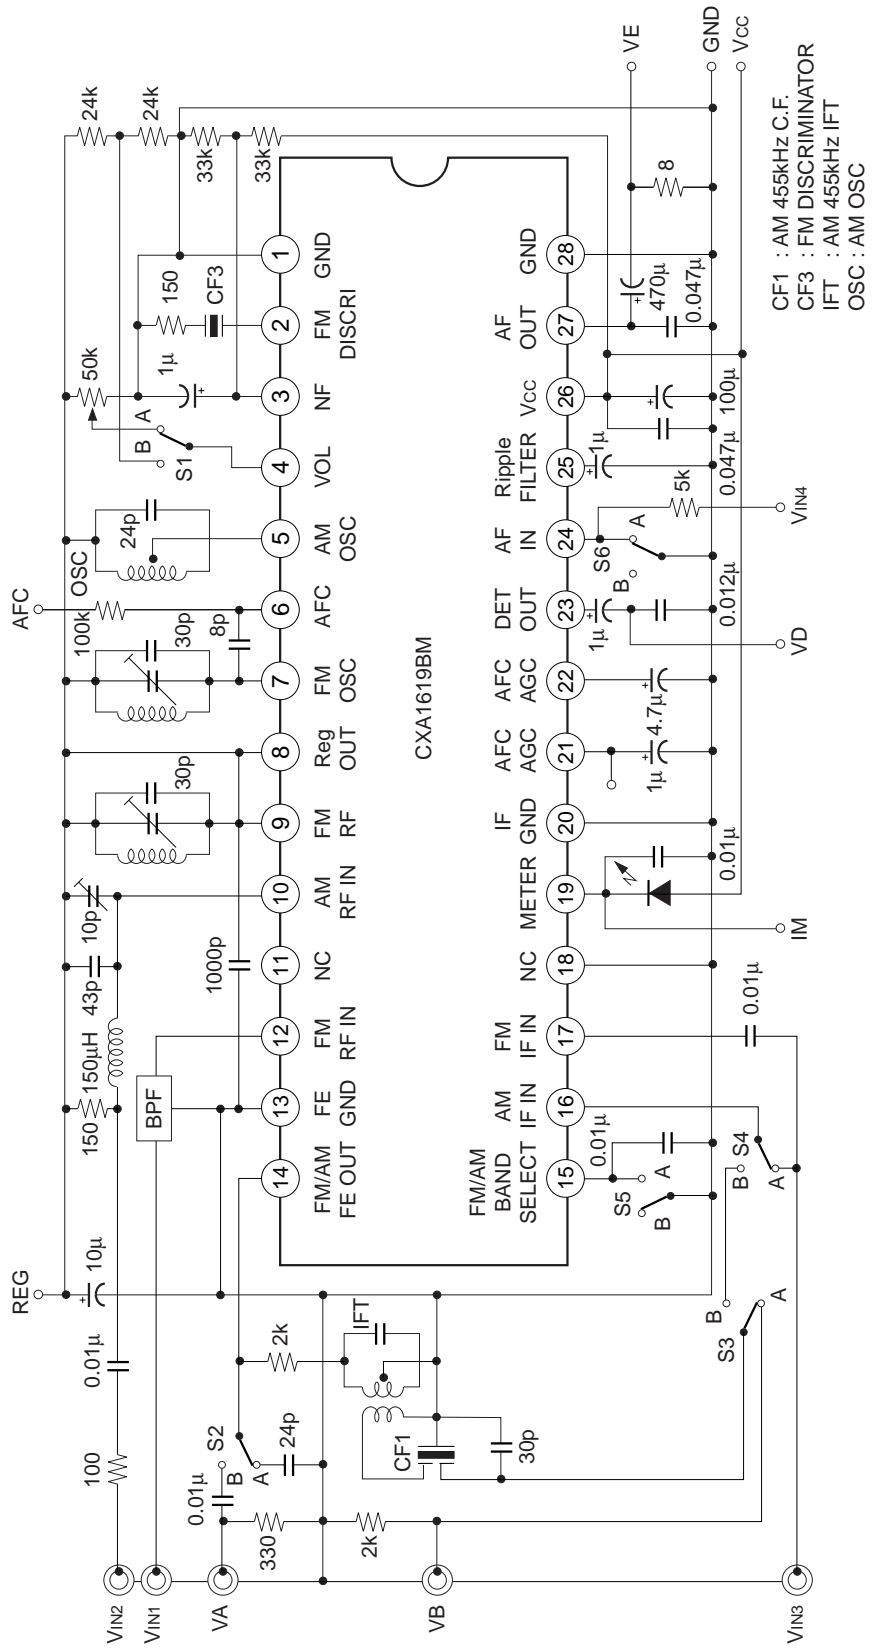 REG
AFC
VIN2
VIN1
VA
VB
VIN3
100
0.01μ
10μ
150
150μH
43p
10p
30p
30p
100k
8p
OSC
24p
50k
A
B
S1
1μ
150
CF3
24k
24k
33k
33k
1000p
BPF
0.01μ
S2
B
A
24p
2k
330
2k
IFT
CF1
30p
14
FM/AM
FE OUT
13
FE
GND
12
FM
RF IN
11
NC
10
AM
RF IN
9
FM
RF
8
Reg
OUT
7
FM
OSC
6
AFC
5
AM
OSC
4
VOL
3
NF
2
FM
DISCRI
1
GND
CXA1619BM
FM/AM
BAND
SELECT
15
AM
IF IN
16
FM
IF IN
17
NC
18
METER
19
IF
GND
20
AFC
AGC
21
AFC
AGC
22
DET
OUT
23
AF
IN
24
Ripple
FILTER
25
VCC
26
AF
OUT
27
GND
28
S3
B
A
S4
B
A
S5
B
A
0.01μ
0.01μ
0.01μ
IM
1μ
4.7μ
1μ
0.012μ
VD
S6
B
A
5k
VIN4
1μ
0.047μ
100μ
470μ
0.047μ
8
VE
GND
VCC
CF1 : AM 455kHz C.F.
CF3 : FM DISCRIMINATOR
IFT : AM 455kHz IFT
OSC : AM OSC